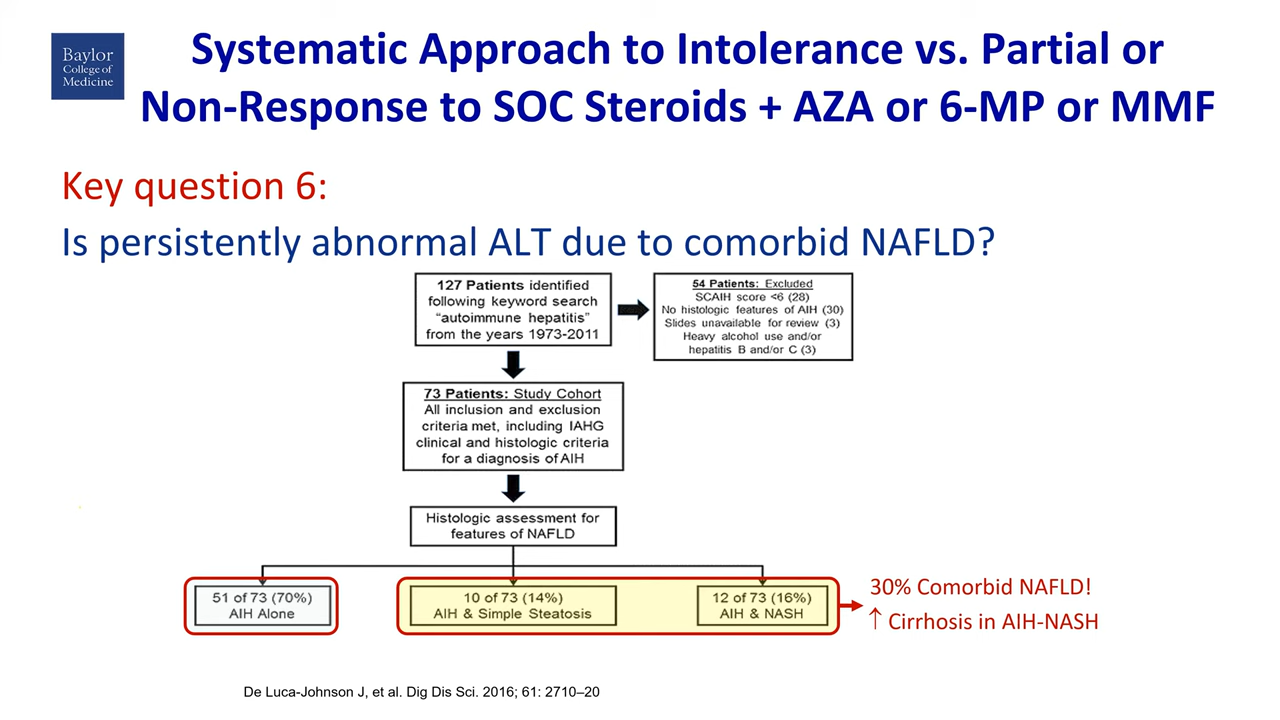 Baylor
College of
Medicine
Systematic Approach to Intolerance vs. Partial or
Non-Response to SOC Steroids + AZA or 6-MP or MMF
Key question 6:
Is persistently abnormal ALT due to comorbid NAFLD?
127 Patients identified
following keyword search
“autoimmune hepatitis”
from the years 1973-2011
54 Patients: Excluded
SCAIH score <6 (28)
No histologic features of AIH (30)
Slides unavailable for review (3)
Heavy alcohol use and/or
hepatitis B and/or C (3)
73 Patients: Study Cohort
All inclusion and exclusion
criteria met, including IAHG
clinical and histologic criteria
for a diagnosis of AIH
Histologic assessment for
features of NAFLD
51 of 73 (70%)
AIH Alone
10 of 73 (14%)
AIH & Simple Steatosis
12 of 73 (16%)
AIH & NASH
30% Comorbid NAFLD!
↑ Cirrhosis in AIH-NASH
De Luca-Johnson J, et al. Dig Dis Sci. 2016; 61: 2710–20